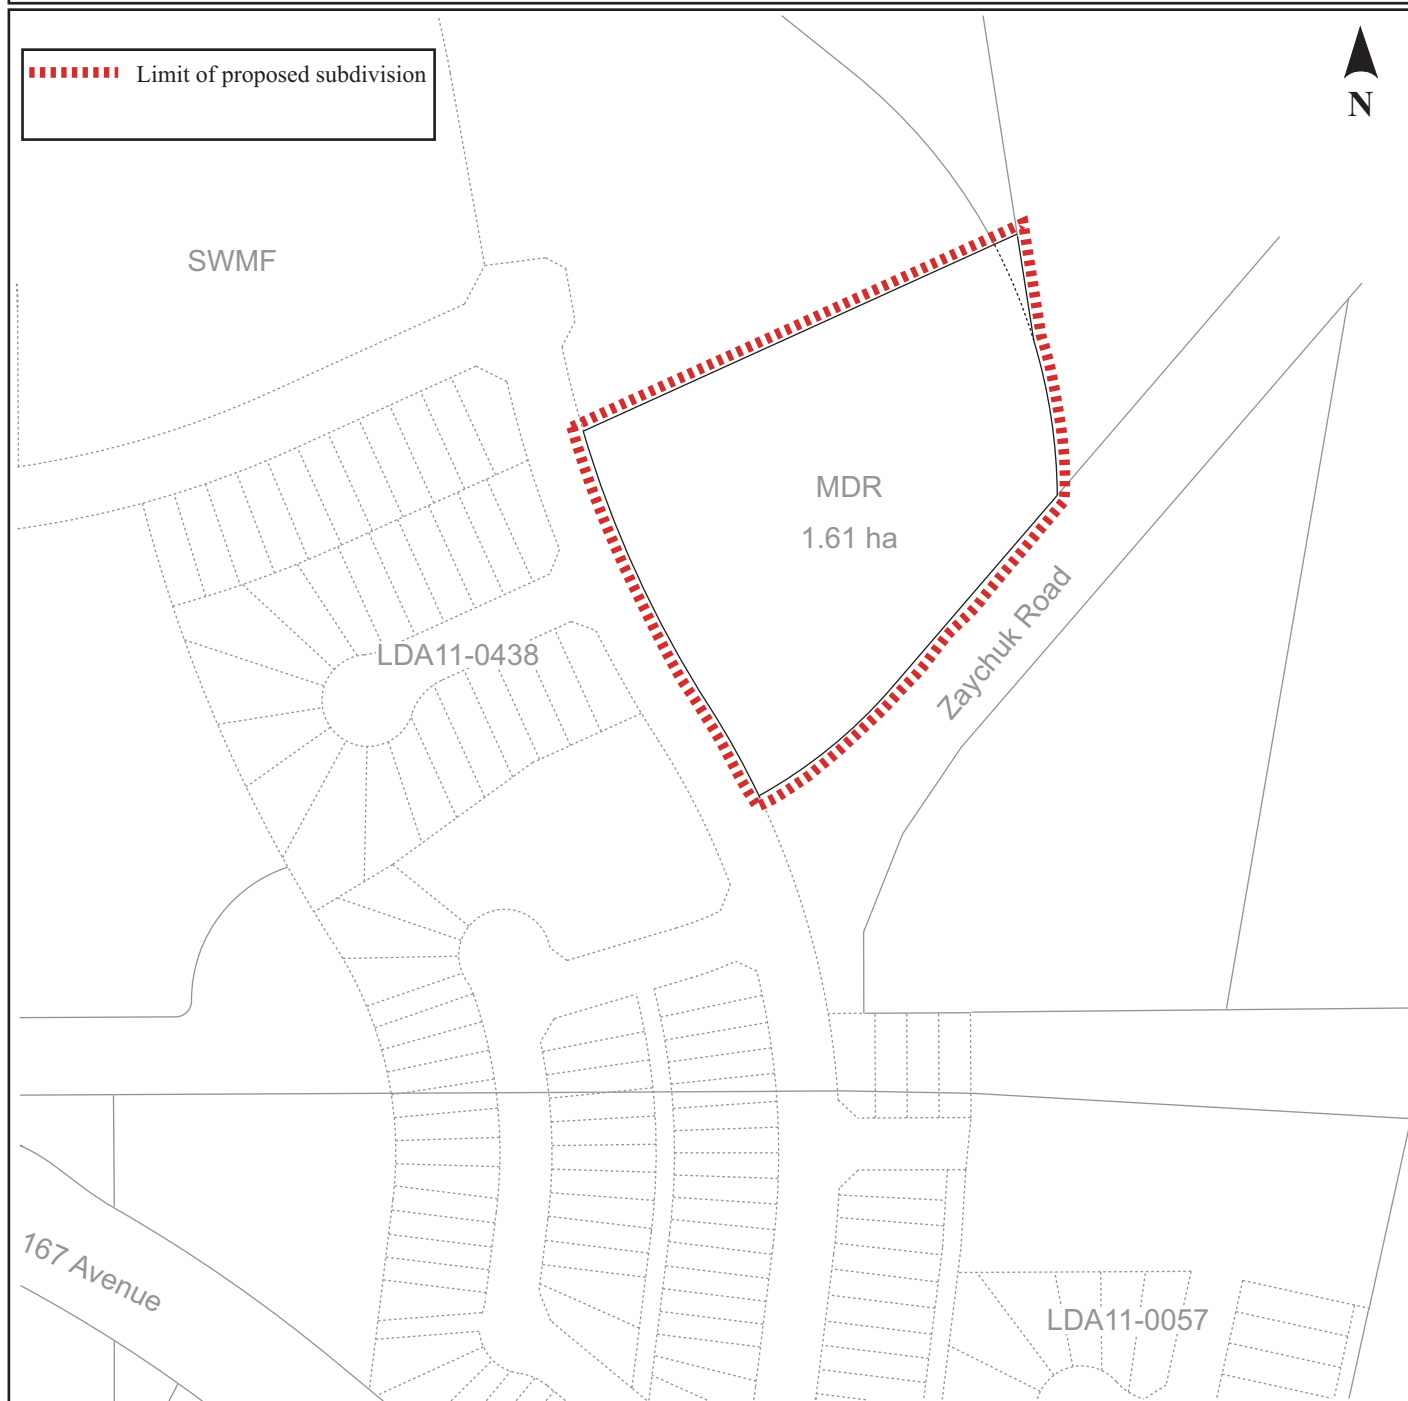 Limit of proposed subdivision
N
SWMF
MDR
1.61 ha
Zaychuk Road
LDA11-0438
167 Avenue
LDA11-0057